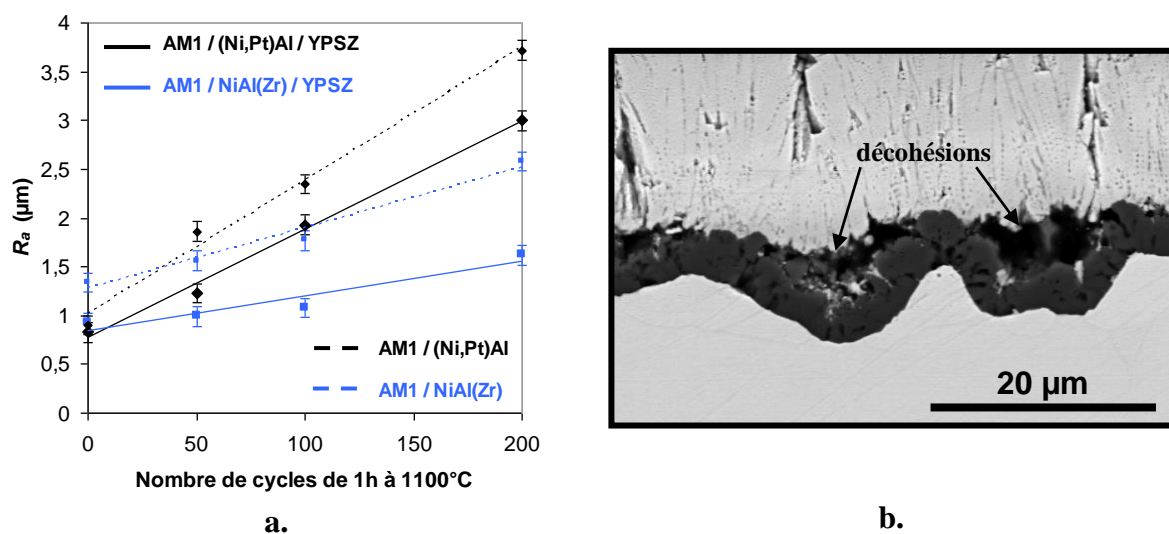 4
3,5
3
2,5
2
1,5
1
0,5
0
Ra (µm)
AM1 / (Ni,Pt)Al / YPSZ
AM1 / NiAl(Zr) / YPSZ
AM1 / (Ni,Pt)Al
AM1 / NiAl(Zr)
0 50 100 150 200
Nombre de cycles de 1h à 1100°C
a.
décohésions
20 µm
b.